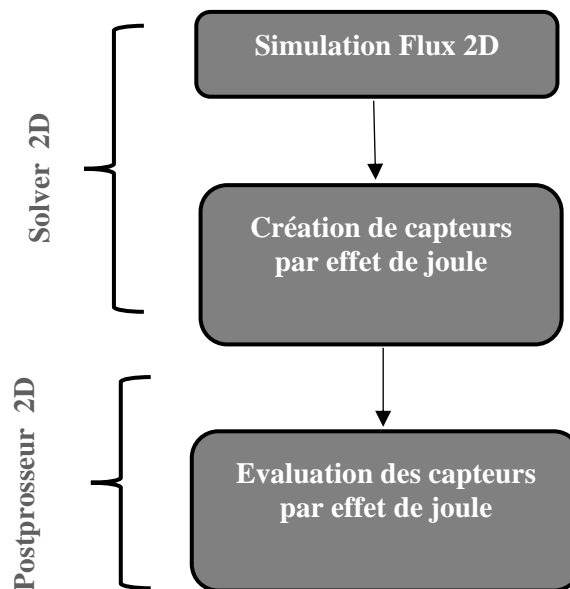 Simulation Flux 2D
Solver 2D
Création de capteurs
par effet de joule
Postprosseur 2D
Evaluation des capteurs
par effet de joule